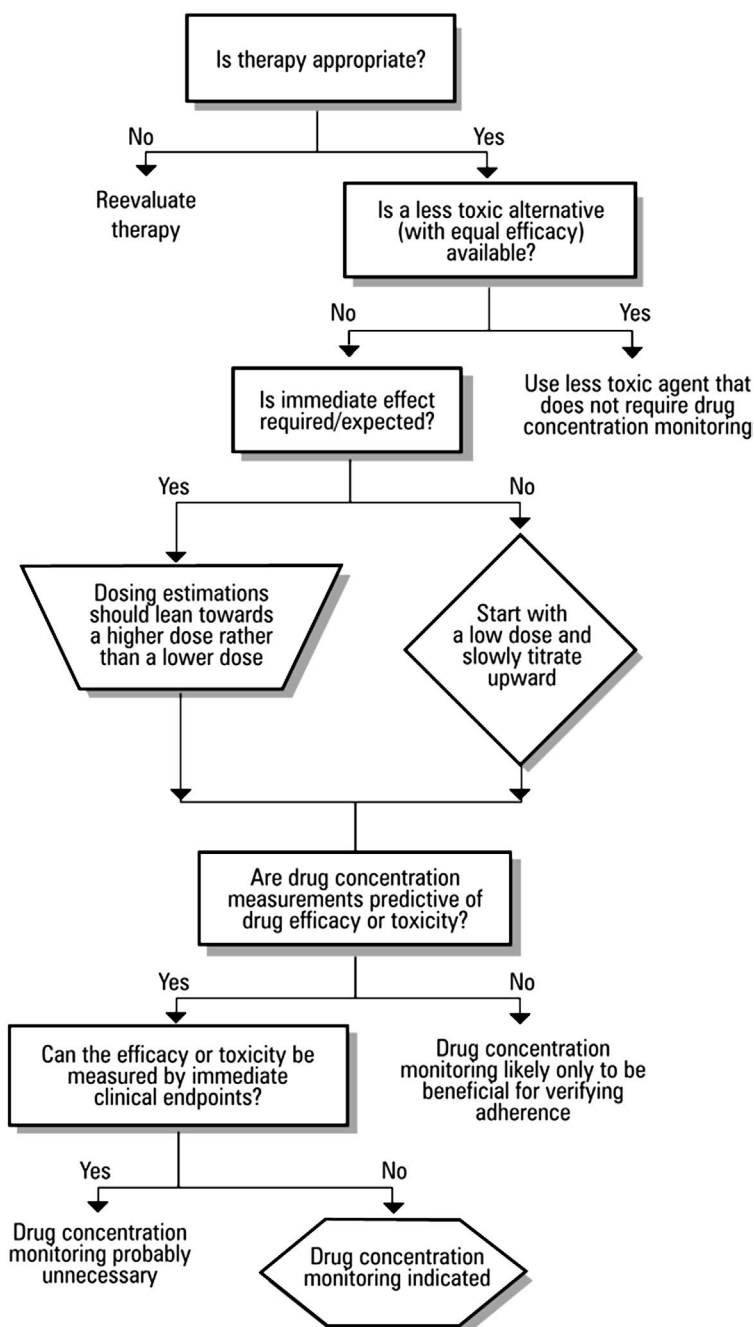 Is therapy appropriate?
No
Yes
Reevaluate
therapy
Is a less toxic alternative
(with equal efficacy)
available?
No
Yes
Is immediate effect
required/expected?
Use less toxic agent that
does not require drug
concentration monitoring
Yes
No
Dosing estimations
should lean towards
a higher dose rather
than a lower dose
Start with
a low dose and
slowly titrate
upward
Are drug concentration
measurements predictive of
drug efficacy or toxicity?
Yes
No
Can the efficacy or toxicity be
measured by immediate
clinical endpoints?
Drug concentration
monitoring likely only to be
beneficial for verifying
adherence
Yes
No
Drug concentration
monitoring probably
unnecessary
Drug concentration
monitoring indicated